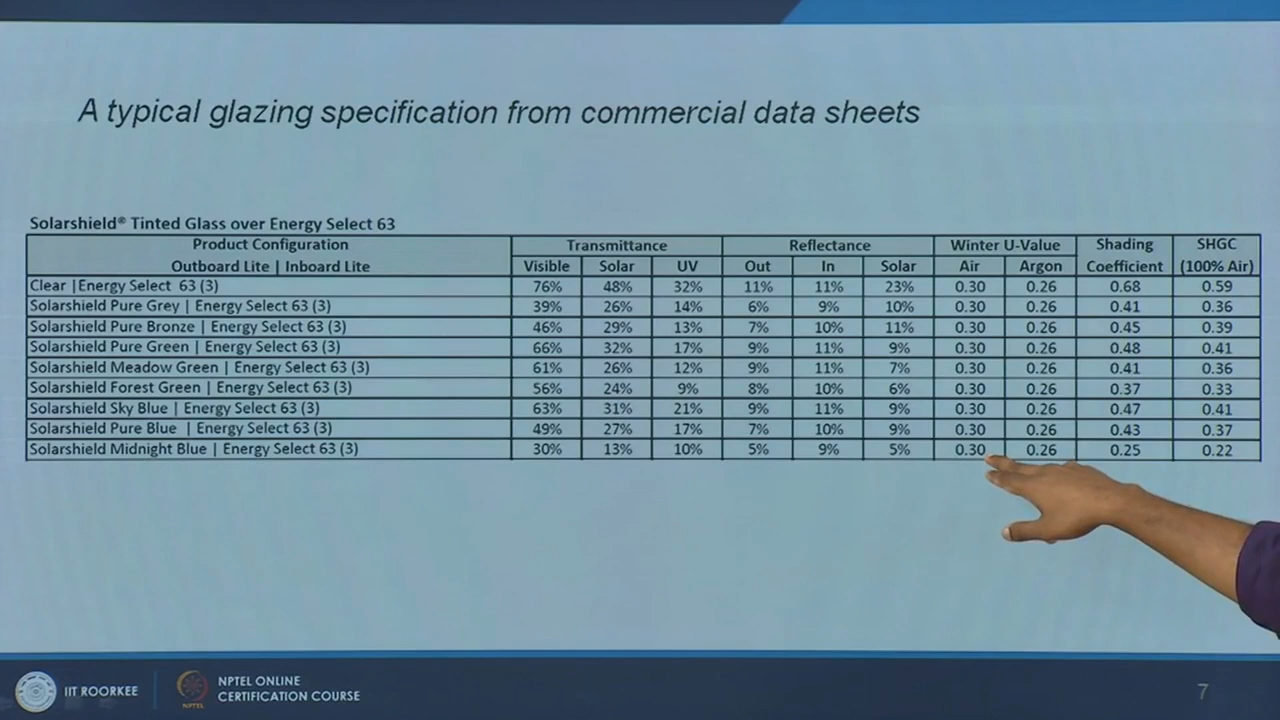 A typical glazing specification from commercial data sheets
Solarshield® Tinted Glass over Energy Select 63
Product Configuration Transmittance Reflectance Winter U-Value Shading SHGC
Outboard Lite | Inboard Lite Visible Solar UV Out In Solar Air Argon Coefficient (100% Air)
Clear |Energy Select 63 (3) 76% 48% 32% 11% 11% 23% 0.30 0.26 0.68 0.59
Solarshield Pure Grey | Energy Select 63 (3) 39% 26% 14% 6% 9% 10% 0.30 0.26 0.41 0.36
Solarshield Pure Bronze | Energy Select 63 (3) 46% 29% 13% 7% 10% 11% 0.30 0.26 0.45 0.39
Solarshield Pure Green | Energy Select 63 (3) 66% 32% 17% 9% 11% 9% 0.30 0.26 0.48 0.41
Solarshield Meadow Green | Energy Select 63 (3) 61% 26% 12% 9% 11% 7% 0.30 0.26 0.41 0.36
Solarshield Forest Green | Energy Select 63 (3) 56% 24% 9% 8% 10% 6% 0.30 0.26 0.37 0.33
Solarshield Sky Blue | Energy Select 63 (3) 63% 31% 21% 9% 11% 9% 0.30 0.26 0.47 0.41
Solarshield Pure Blue | Energy Select 63 (3) 49% 27% 17% 7% 10% 9% 0.30 0.26 0.43 0.37
Solarshield Midnight Blue | Energy Select 63 (3) 30% 13% 10% 5% 9% 5% 0.30 0.26 0.25 0.22
IIT ROORKEE
NPTEL
NPTEL ONLINE
CERTIFICATION COURSE
7